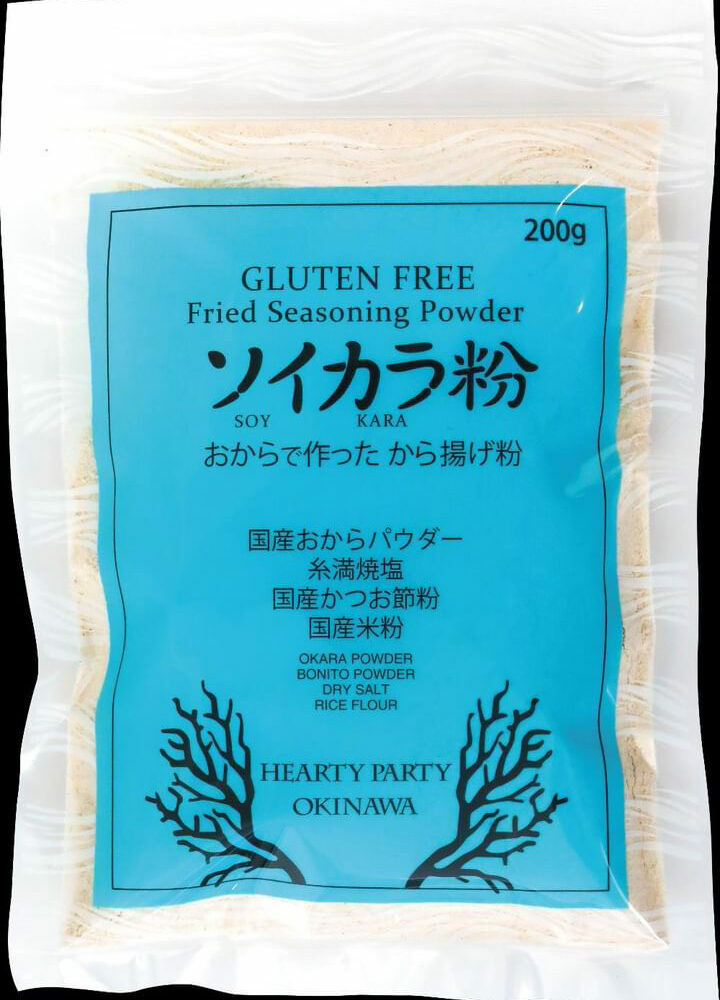 200g
GLUTEN FREE
Fried Seasoning Powder
ソイカラ粉
SOY KARA
おからで作った から揚げ粉
国産おからパウダー
糸満焼塩
国産かつお節粉
国産米粉
OKARA POWDER
BONITO POWDER
DRY SALT
RICE FLOUR
HEARTY PARTY
OKINAWA